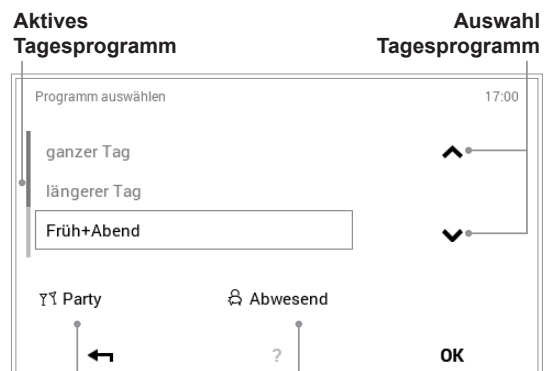 Aktives
Tagesprogramm
Auswahl
Tagesprogramm
Programm auswählen 17:00
ganzer Tag
längerer Tag
Früh+Abend
Party Abwesend
? OK